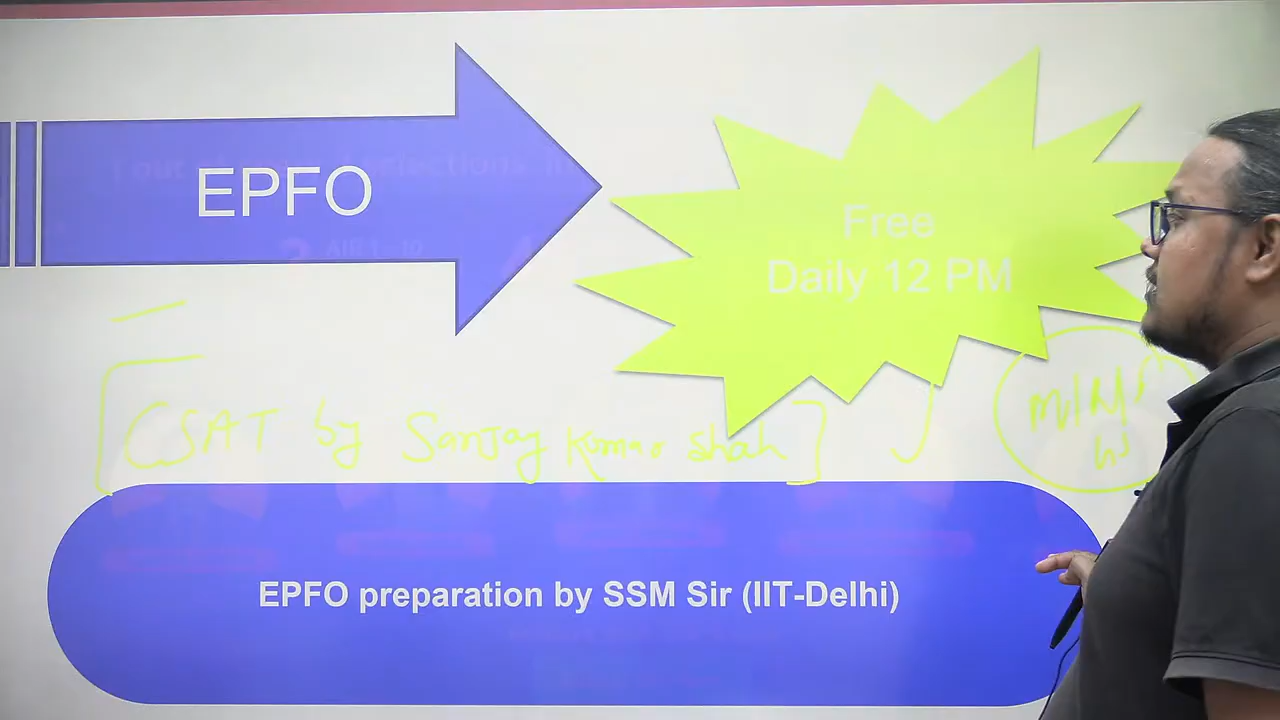 EPFO
Free
Daily 12 PM
CSAT by Sanjay Kumar Shah
EPFO preparation by SSM Sir (IIT-Delhi)